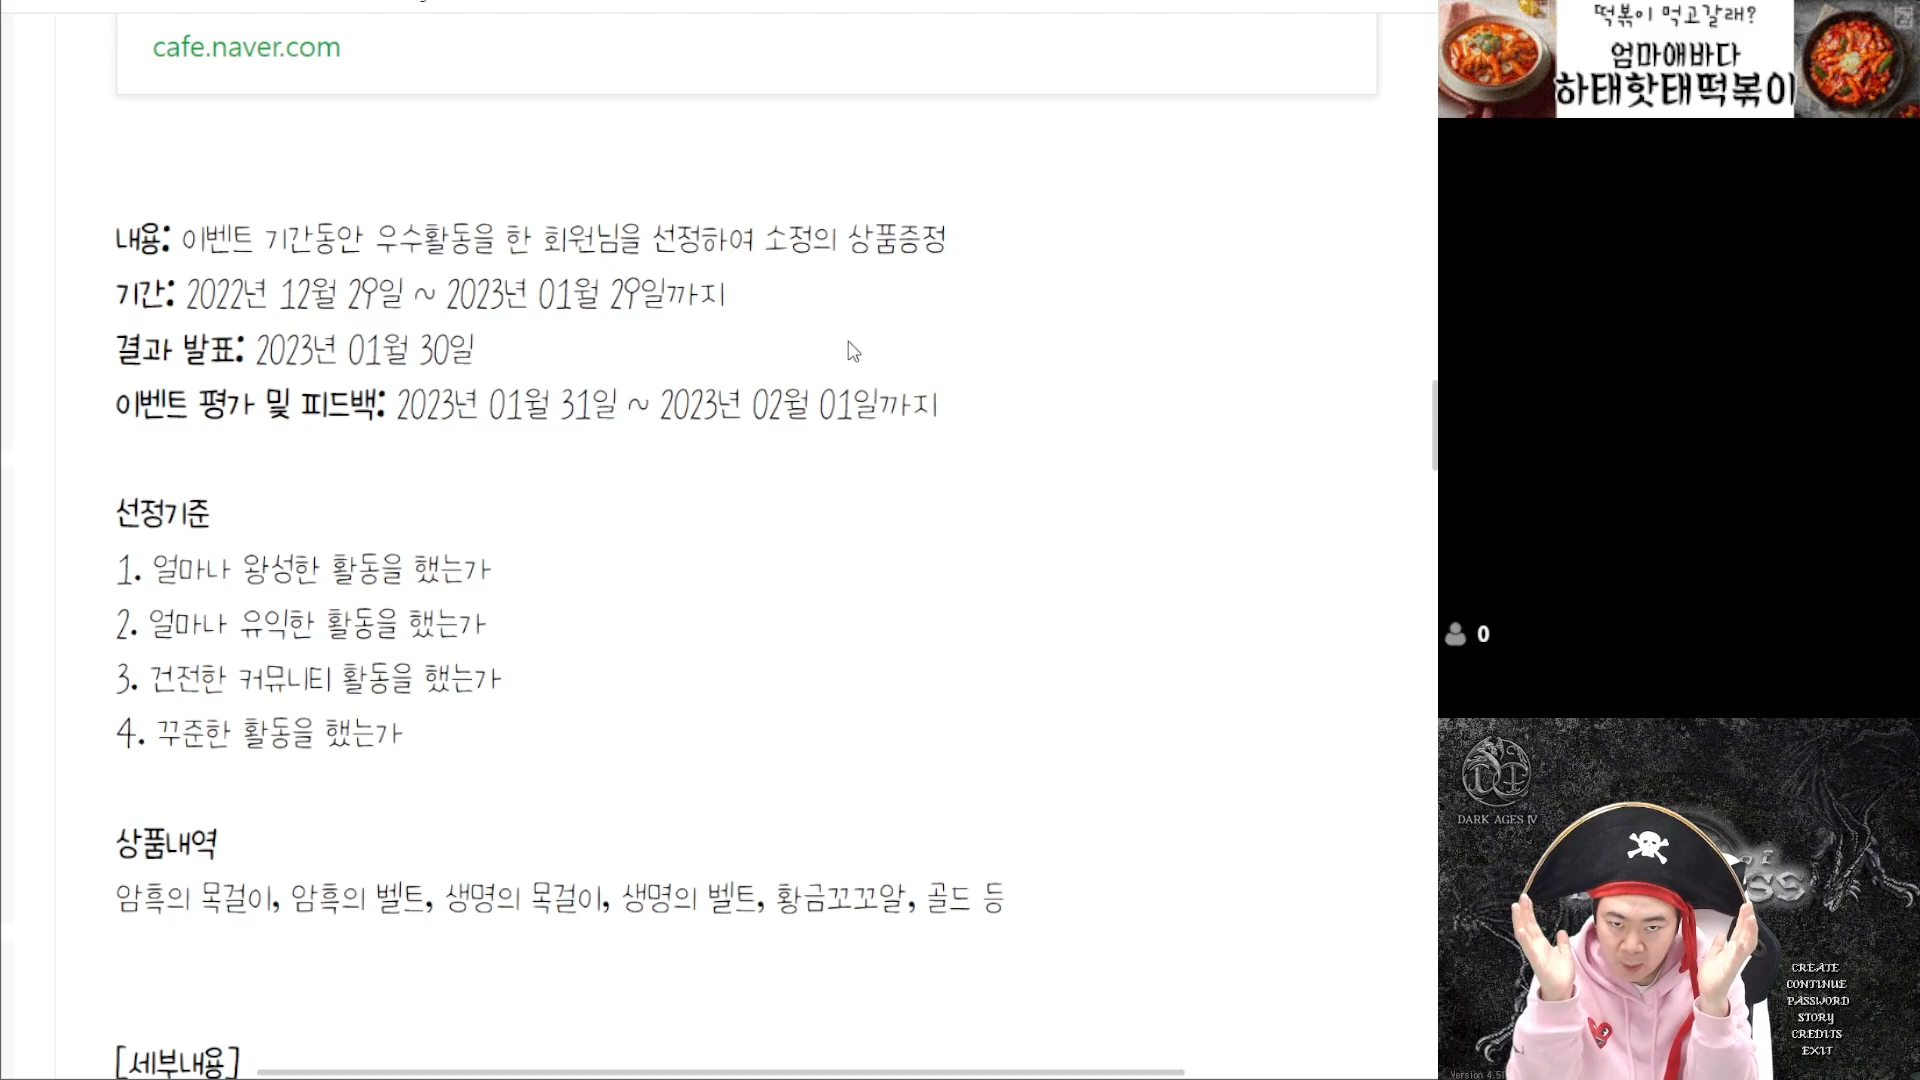 cafe.naver.com
내용: 이벤트 기간동안 우수활동을 한 회원님을 선정하여 소정의 상품증정
기간: 2022년 12월 29일 ~ 2023년 01월 29일까지
결과 발표: 2023년 01월 30일
이벤트 평가 및 피드백: 2023년 01월 31일 ~ 2023년 02월 01일까지
선정기준
1. 얼마나 왕성한 활동을 했는가
2. 얼마나 유익한 활동을 했는가
3. 건전한 커뮤니티 활동을 했는가
4. 꾸준한 활동을 했는가
상품내역
암흑의 목걸이, 암흑의 벨트, 생명의 목걸이, 생명의 벨트, 황금꼬꼬알, 골드 등
[세부내용]
떡볶이 먹고갈래?
엄마애바다
하태핫태떡볶이
0
DARK AGES IV
CREATE
CONTINUE
PASSWORD
STORY
CREDITS
EXIT